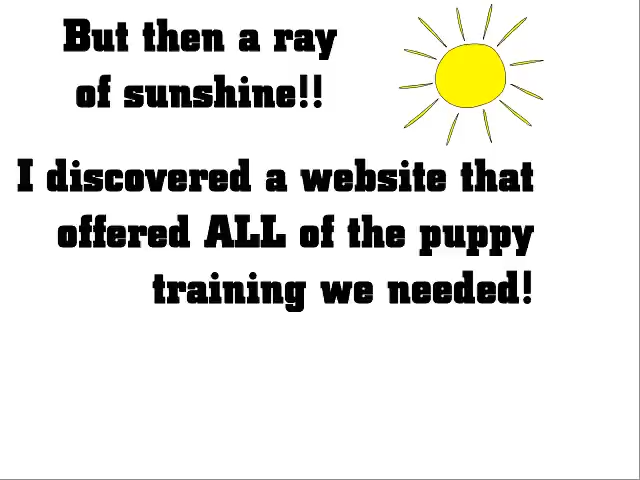 But then a ray
of sunshine!!
I discovered a website that
offered ALL of the puppy
training we needed!